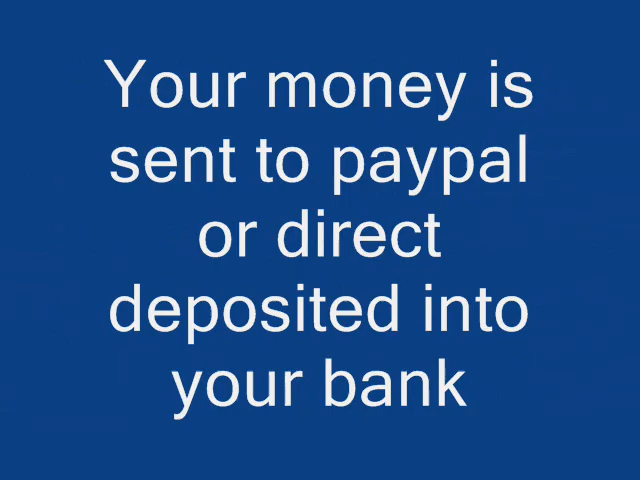 Your money is
sent to paypal
or direct
deposited into
your bank